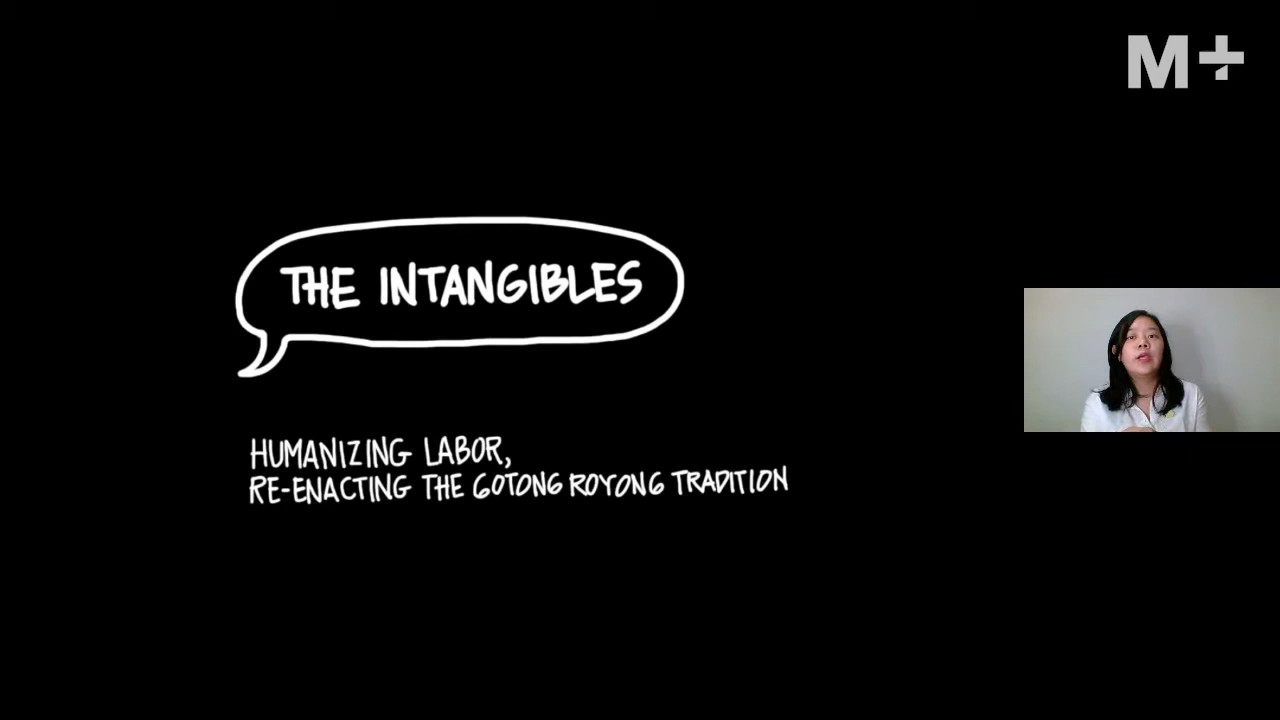 M+
THE INTANGIBLES
HUMANIZING LABOR,
RE-ENACTING THE GOTONG ROYONG TRADITION